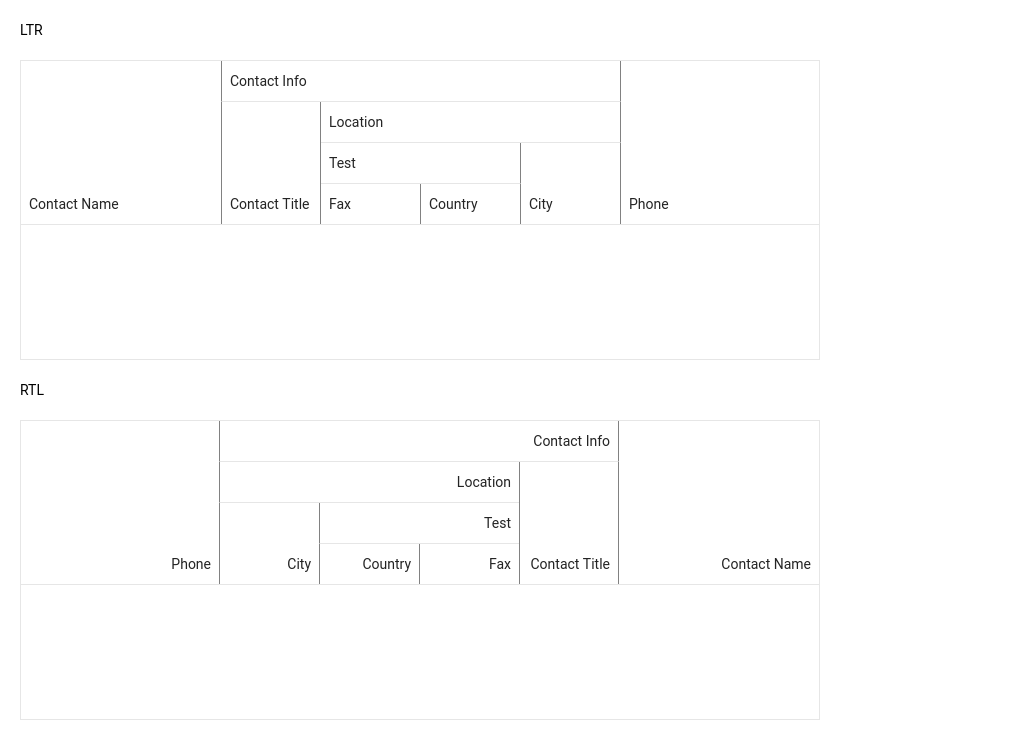 LTR
Contact Info
Location
Test
Contact Name Contact Title Fax Country City Phone
RTL
Contact Info
Location
Test
Phone City Country Fax Contact Title Contact Name